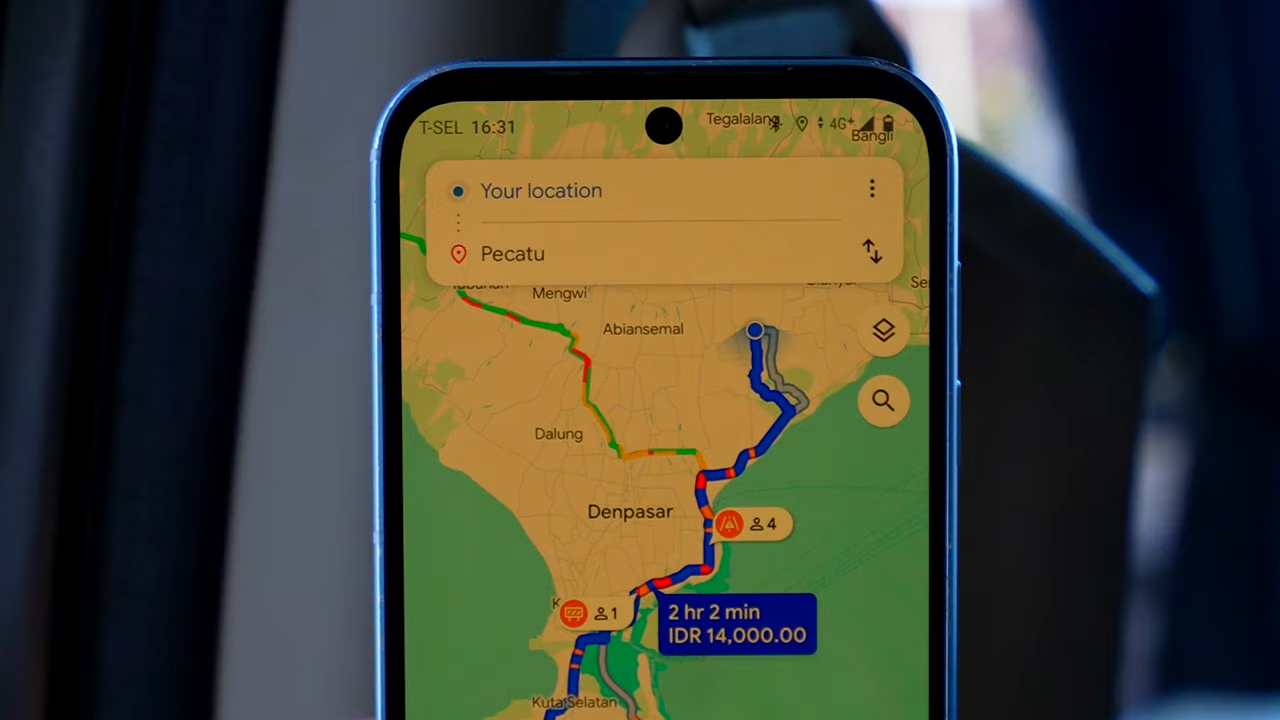 T-SEL 16:31
Tegalalang
4G+
Bangli
Your location
Pecatu
Mengwi
Abiansemal
Dalung
Denpasar
4
1
2 hr 2 min
IDR 14,000.00
Kuta Selatan